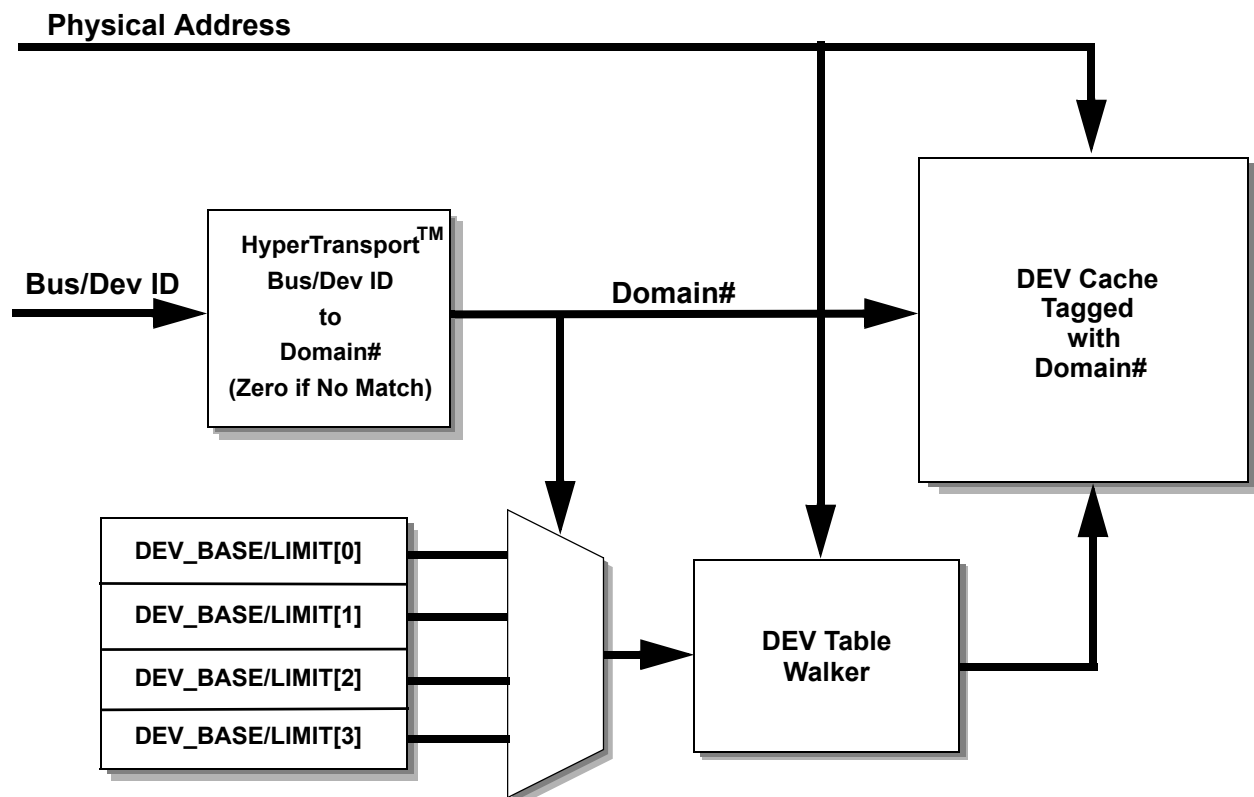 Physical Address
HyperTransport™
Bus/Dev ID
to
Domain#
(Zero if No Match)
Bus/Dev ID
Domain#
DEV Cache
Tagged
with
Domain#
DEV_BASE/LIMIT[0]
DEV_BASE/LIMIT[1]
DEV_BASE/LIMIT[2]
DEV_BASE/LIMIT[3]
DEV Table
Walker